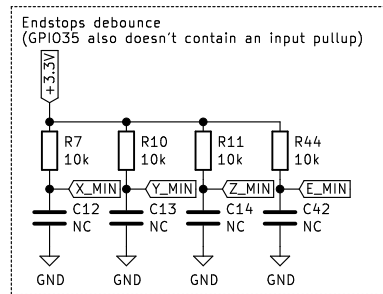 Endstops debounce
(GPIO35 also doesn't contain an input pullup)
+3.3V
R7
10k
R10
10k
R11
10k
R44
10k
X_MIN
Y_MIN
Z_MIN
E_MIN
C12
NC
C13
NC
C14
NC
C42
NC
GND
GND
GND
GND